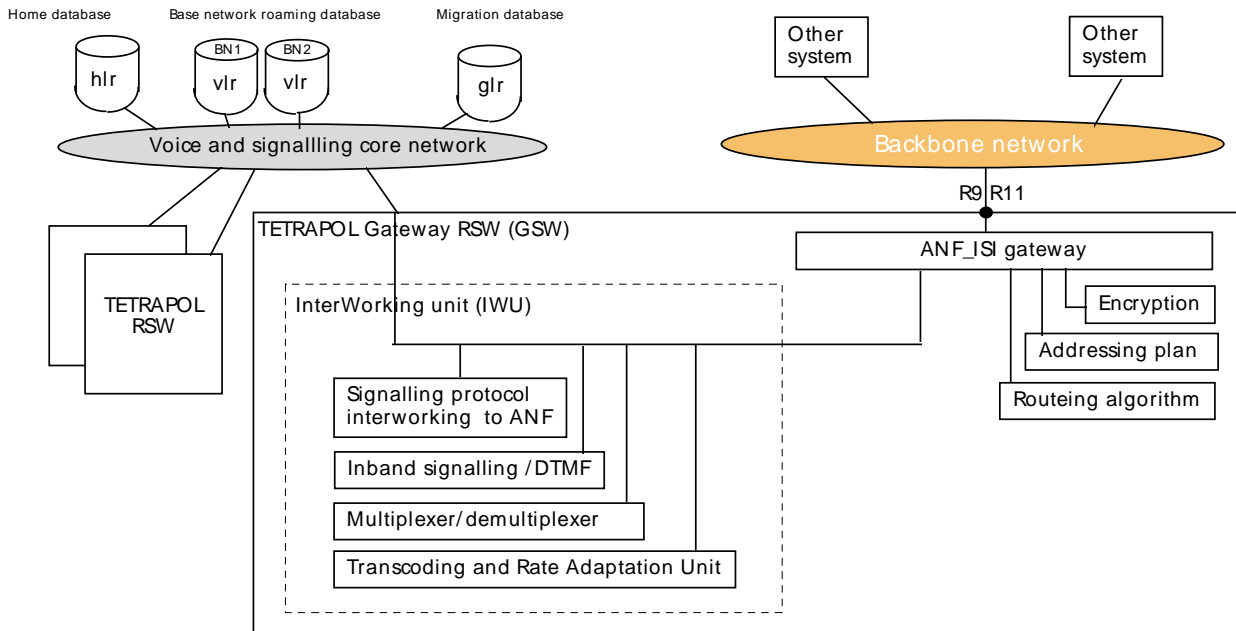 Home database
Base network roaming database
Migration database
BN1
BN2
hlr
vlr
vlr
glr
Other
system
Other
system
Voice and signallling core network
Backbone network
R9 R11
TETRAPOL Gateway RSW (GSW)
ANF_ISI gateway
TETRAPOL
RSW
InterWorking unit (IWU)
Encryption
Addressing plan
Routeing algorithm
Signalling protocol
interworking to ANF
Inband signalling /DTMF
Multiplexer/demultiplexer
Transcoding and Rate Adaptation Unit